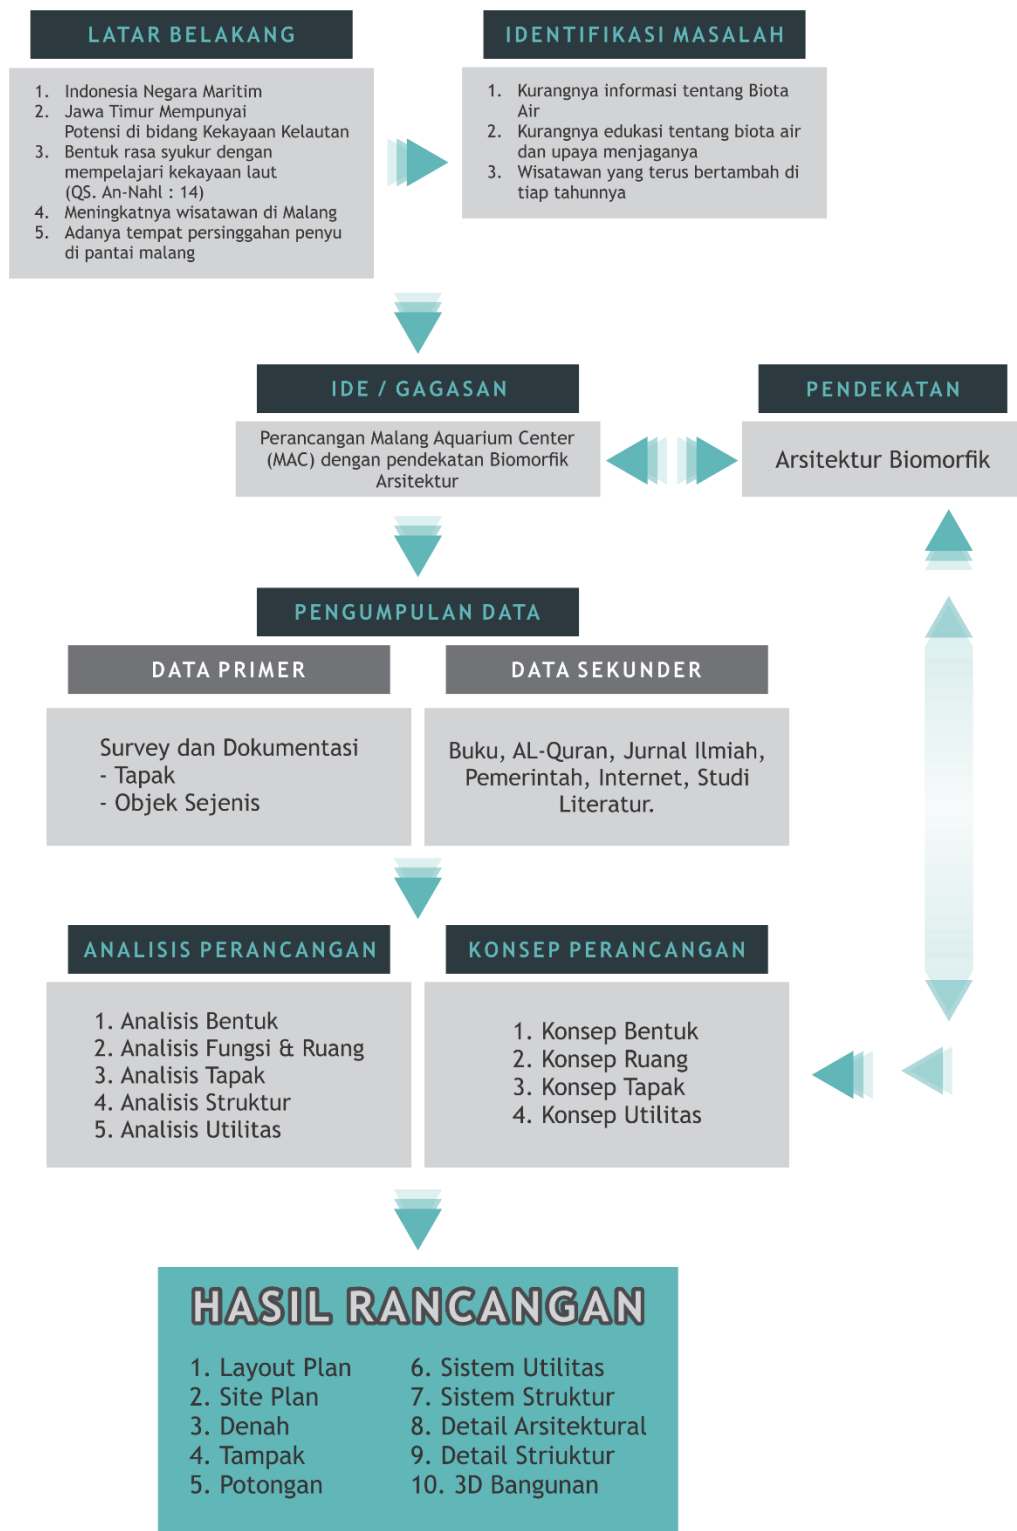 LATAR BELAKANG
1. Indonesia Negara Maritim
2. Jawa Timur Mempunyai
Potensi di bidang Kekayaan Kelautan
3. Bentuk rasa syukur dengan
mempelajari kekayaan laut
(QS. An-Nahl : 14)
4. Meningkatnya wisatawan di Malang
5. Adanya tempat persinggahan penyu
di pantai malang
IDENTIFIKASI MASALAH
1. Kurangnya informasi tentang Biota
Air
2. Kurangnya edukasi tentang biota air
dan upaya menjaganya
3. Wisatawan yang terus bertambah di
tiap tahunnya
IDE / GAGASAN
Perancangan Malang Aquarium Center
(MAC) dengan pendekatan Biomorfik
Arsitektur
PENDEKATAN
Arsitektur Biomorfik
PENGUMPULAN DATA
DATA PRIMER
Survey dan Dokumentasi
- Tapak
- Objek Sejenis
DATA SEKUNDER
Buku, AL-Quran, Jurnal Ilmiah,
Pemerintah, Internet, Studi
Literatur.
ANALISIS PERANCANGAN
1. Analisis Bentuk
2. Analisis Fungsi & Ruang
3. Analisis Tapak
4. Analisis Struktur
5. Analisis Utilitas
KONSEP PERANCANGAN
1. Konsep Bentuk
2. Konsep Ruang
3. Konsep Tapak
4. Konsep Utilitas
HASIL RANCANGAN
1. Layout Plan
2. Site Plan
3. Denah
4. Tampak
5. Potongan
6. Sistem Utilitas
7. Sistem Struktur
8. Detail Arsitektural
9. Detail Striuktur
10. 3D Bangunan